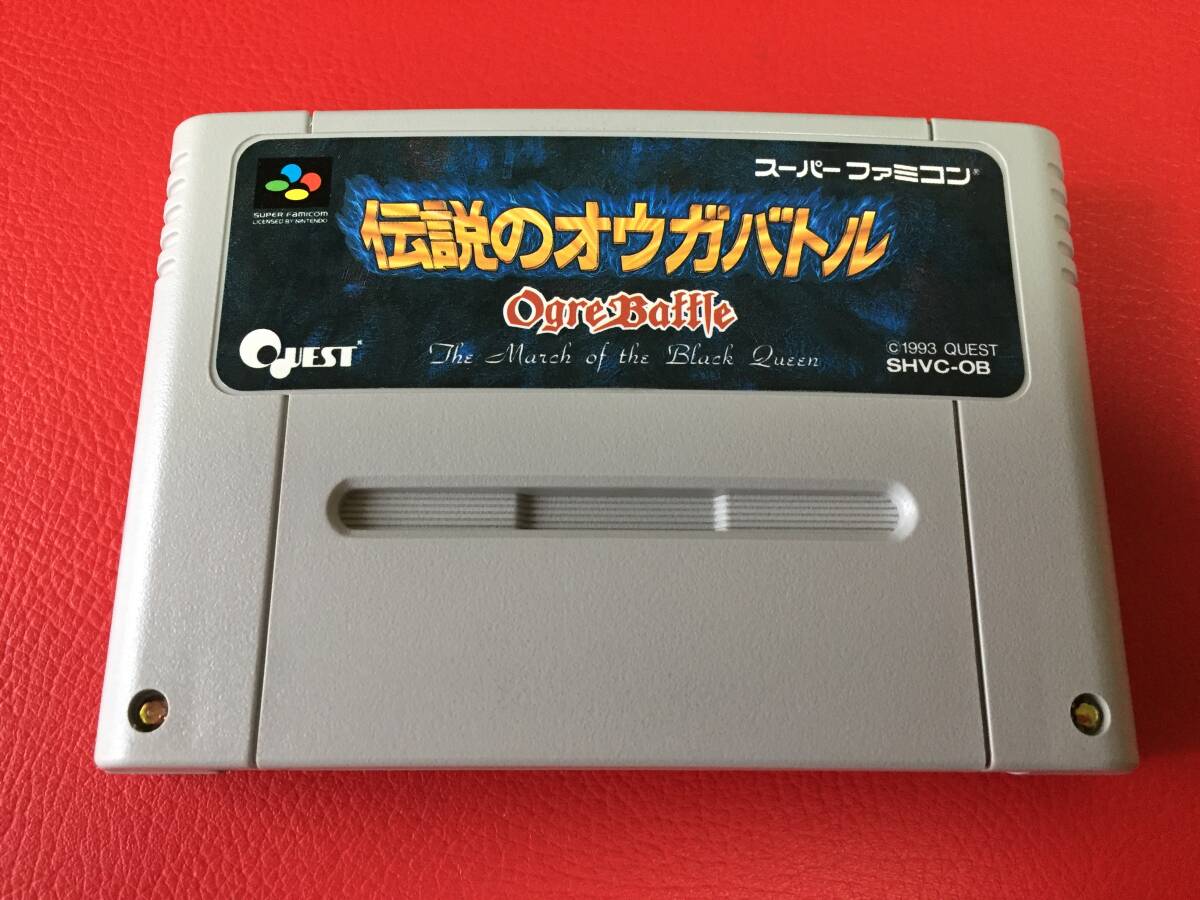 スーパーファミコン®
SUPER FAMICOM
LICENSED BY NINTENDO
伝説のオウガバトル
OgreBattle
The March of the Black Queen
QUEST
©1993 QUEST
SHVC-OB